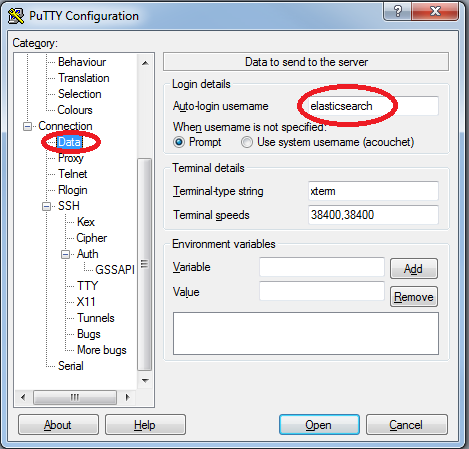 PuTTY Configuration
Category:
Behaviour
Translation
Selection
Colours
Connection
Data
Proxy
Telnet
Rlogin
SSH
Kex
Cipher
Auth
GSSAPI
TTY
X11
Tunnels
Bugs
More bugs
Serial
Data to send to the server
Login details
Auto-login username elasticsearch
When username is not specified:
Prompt Use system username (acouchet)
Terminal details
Terminal-type string xterm
Terminal speeds 38400,38400
Environment variables
Variable Add
Value Remove
About Help Open Cancel